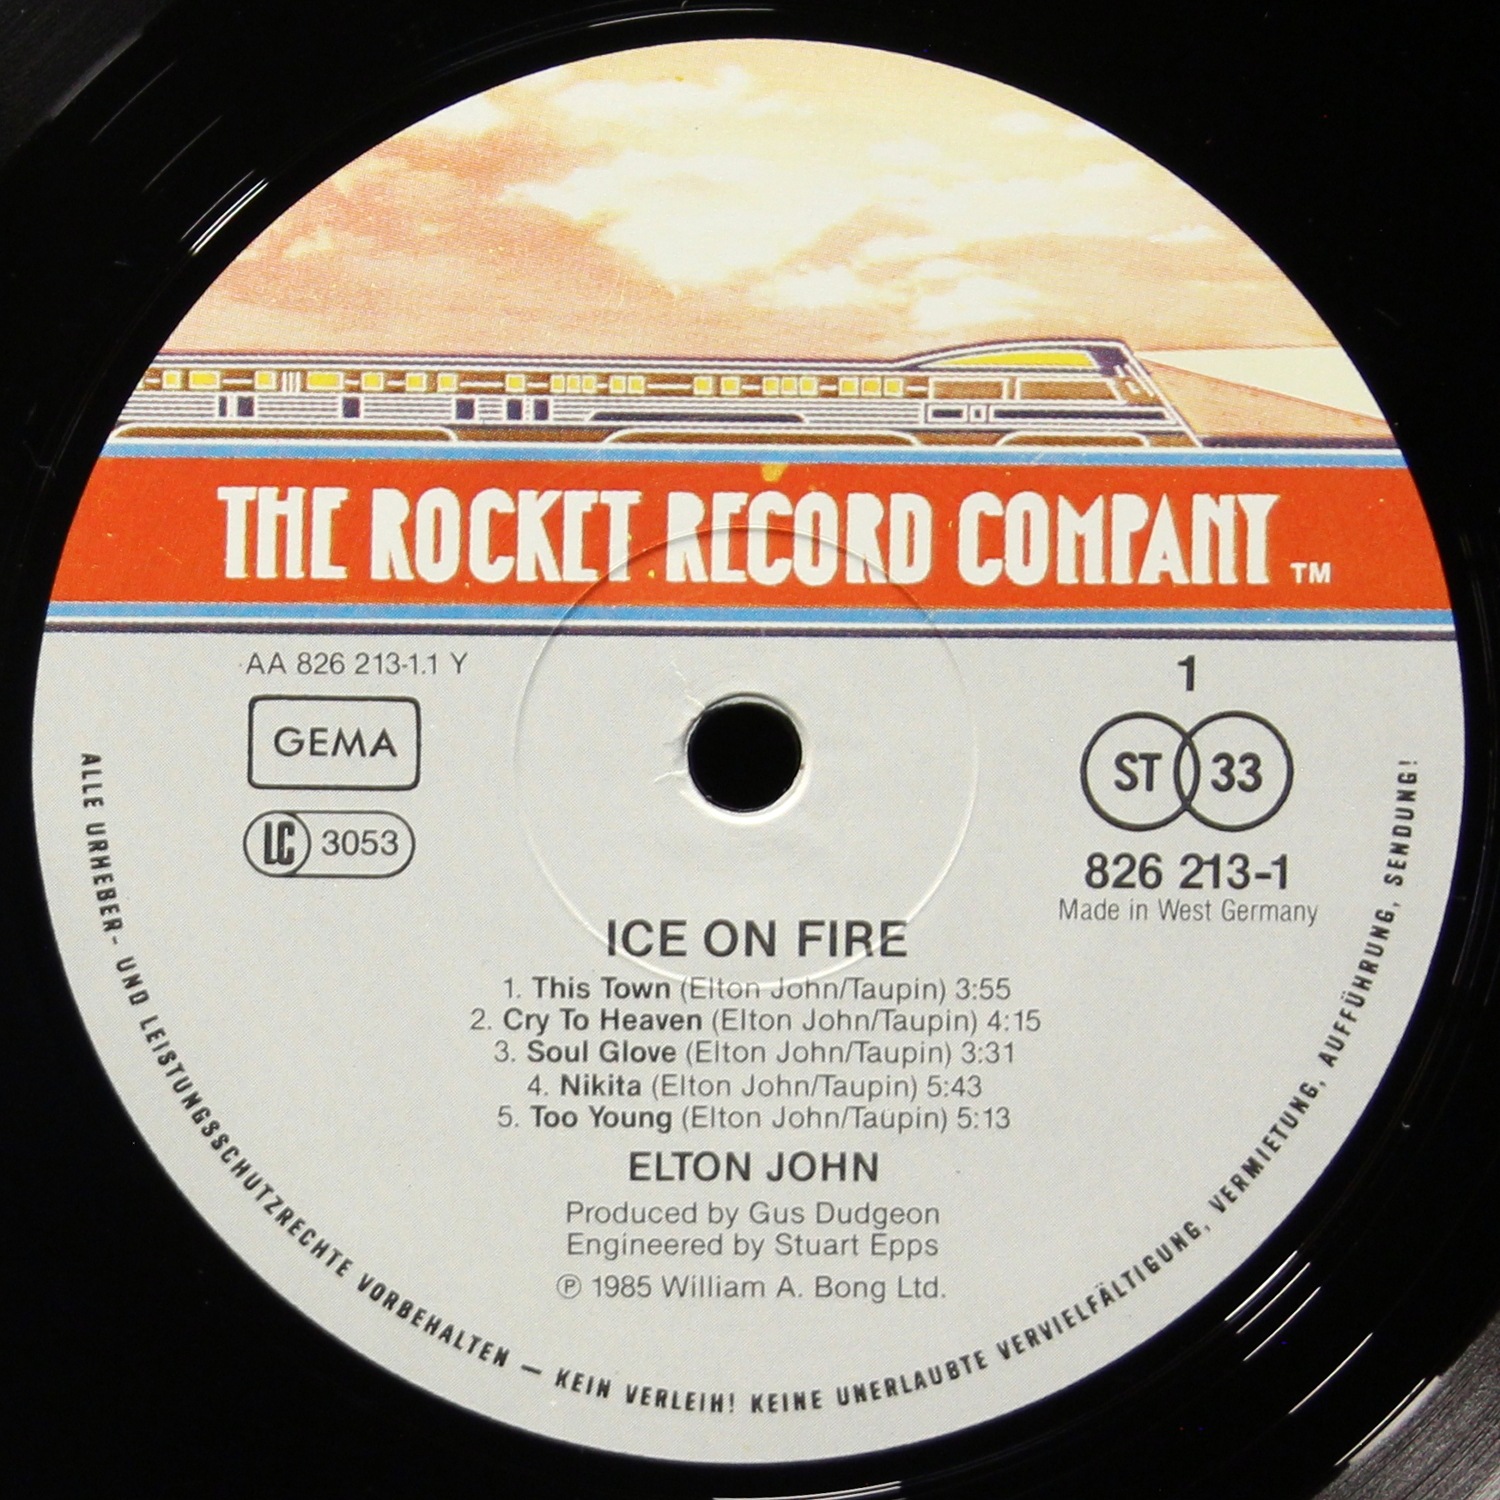 THE ROCKET RECORD COMPANY TM
AA 826 213-1.1 Y
GEMA
LC 3053
1
ST 33
826 213-1
Made in West Germany
ICE ON FIRE
1. This Town (Elton John/Taupin) 3:55
2. Cry To Heaven (Elton John/Taupin) 4:15
3. Soul Glove (Elton John/Taupin) 3:31
4. Nikita (Elton John/Taupin) 5:43
5. Too Young (Elton John/Taupin) 5:13
ELTON JOHN
Produced by Gus Dudgeon
Engineered by Stuart Epps
℗ 1985 William A. Bong Ltd.
ALLE URHEBER- UND LEISTUNGSSCHUTZRECHTE VORBEHALTEN — KEIN VERLEIH! KEINE UNERLAUBTE VERVIELFÄLTIGUNG, VERMIETUNG, AUFFÜHRUNG, SENDUNG!